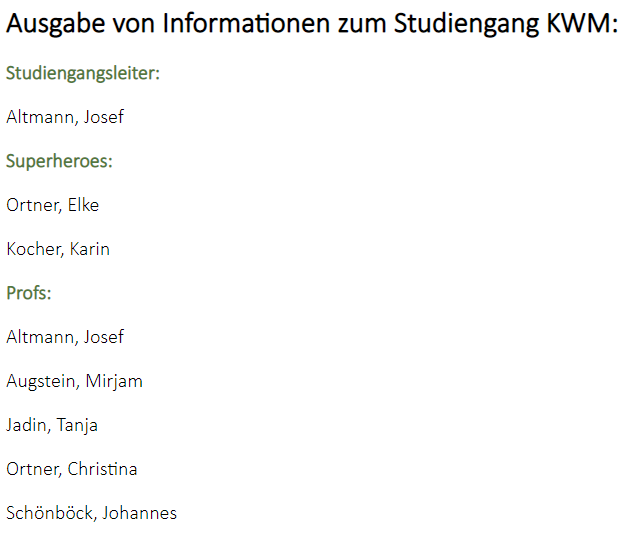 Ausgabe von Informationen zum Studiengang KWM:
Studiengangsleiter:
Altmann, Josef
Superheroes:
Ortner, Elke
Kocher, Karin
Profs:
Altmann, Josef
Augstein, Mirjam
Jadin, Tanja
Ortner, Christina
Schönböck, Johannes